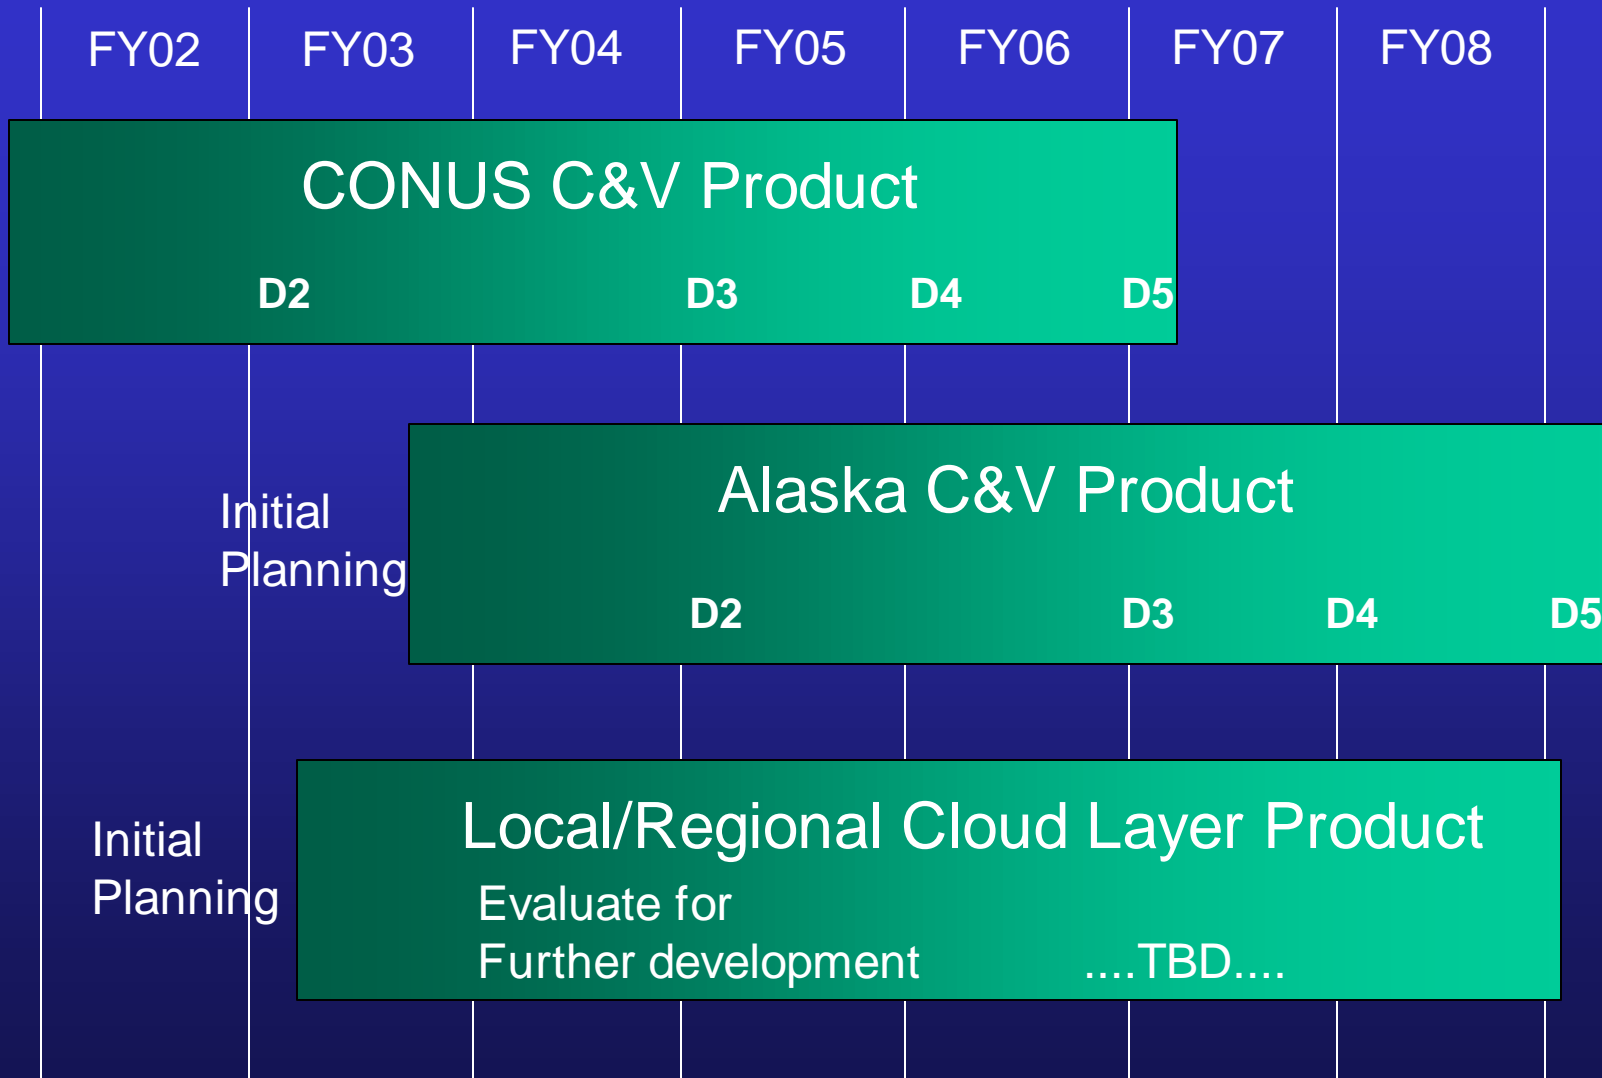 FY02 FY03 FY04 FY05 FY06 FY07 FY08
CONUS C&V Product
D2 D3 D4 D5
Initial
Planning
Alaska C&V Product
D2 D3 D4 D5
Initial
Planning
Local/Regional Cloud Layer Product
Evaluate for
Further development ....TBD....